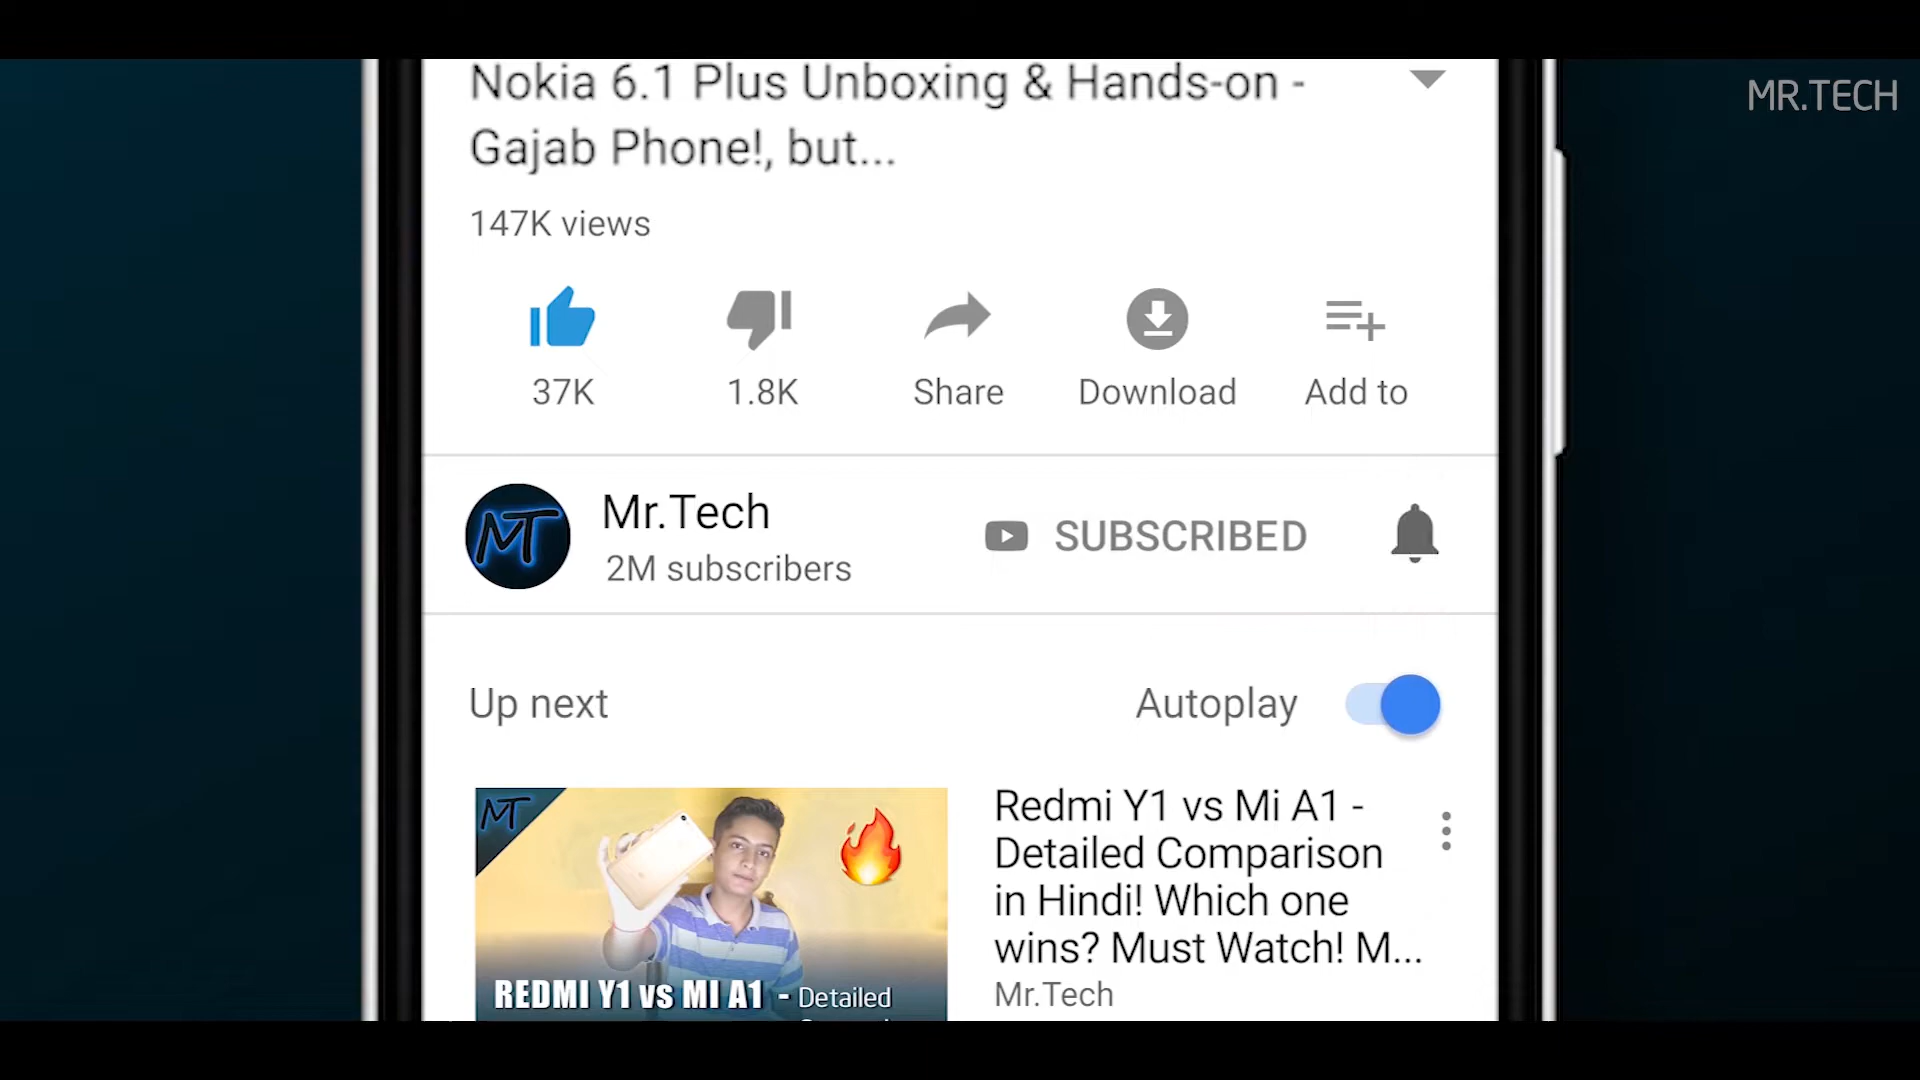 MR.TECH
Nokia 6.1 Plus Unboxing & Hands-on -
Gajab Phone!, but...
147K views
37K
1.8K
Share
Download
Add to
MT
Mr.Tech
2M subscribers
SUBSCRIBED
Up next
Autoplay
MT
REDMI Y1 vs MI A1 - Detailed
Redmi Y1 vs Mi A1 -
Detailed Comparison
in Hindi! Which one
wins? Must Watch! M...
Mr.Tech